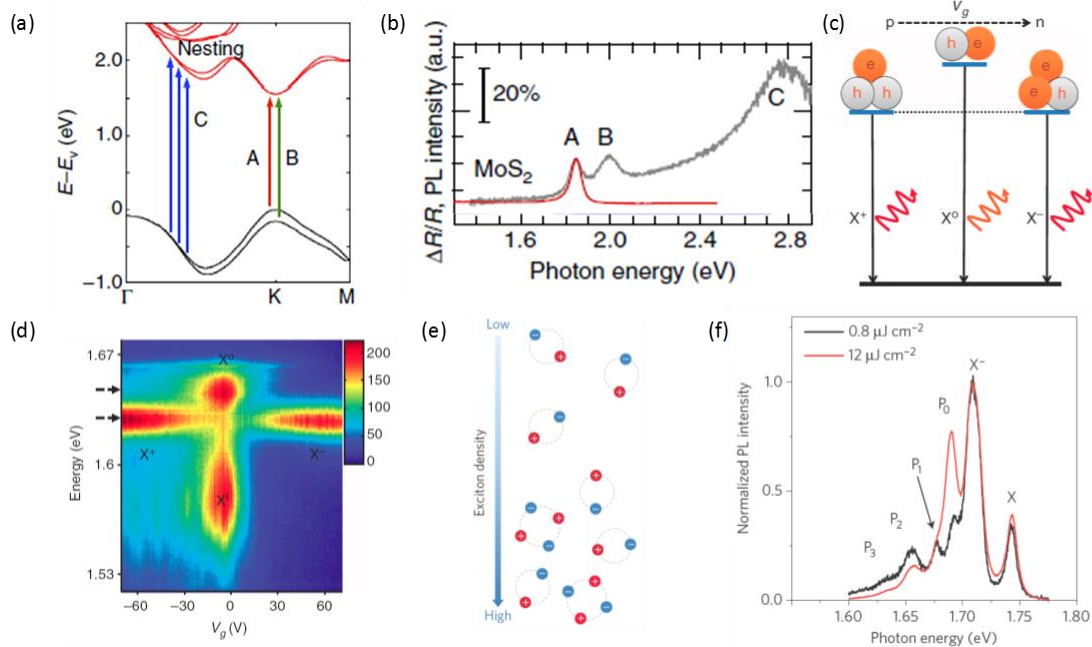 (a)
Nesting
C
A
B
E–Eᵥ (eV)
2.0
1.0
0
−1.0
Γ
K
M
(b)
20%
A
B
C
MoS₂
ΔR/R, PL intensity (a.u.)
1.6
2.0
2.4
2.8
Photon energy (eV)
(c)
V_g
p
n
h e
e
h h
e
e h
X⁺
X⁰
X⁻
(d)
1.67
1.6
1.53
Energy (eV)
X⁰
X⁺
X⁻
200
150
100
50
0
−60
−30
0
30
60
V_g (V)
(e)
Low
Exciton density
High
− + − + − + + − − + + − + − − + + − − +
(f)
0.8 μJ cm⁻²
12 μJ cm⁻²
X⁻
P₀
P₁
P₂
P₃
X
Normalized PL intensity
1.0
0.5
0.0
1.60
1.65
1.70
1.75
1.80
Photon energy (eV)